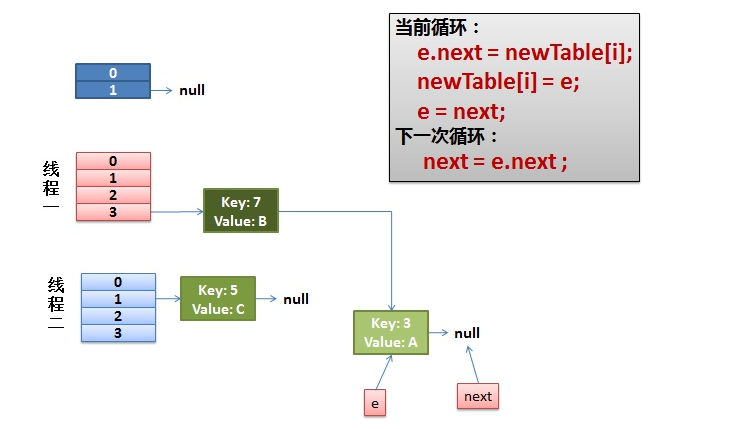 当前循环：
e.next = newTable[i];
newTable[i] = e;
e = next;
下一次循环：
next = e.next ;
0
1
null
线程一
0
1
2
3
Key: 7
Value: B
线程二
0
1
2
3
Key: 5
Value: C
null
Key: 3
Value: A
null
e
next